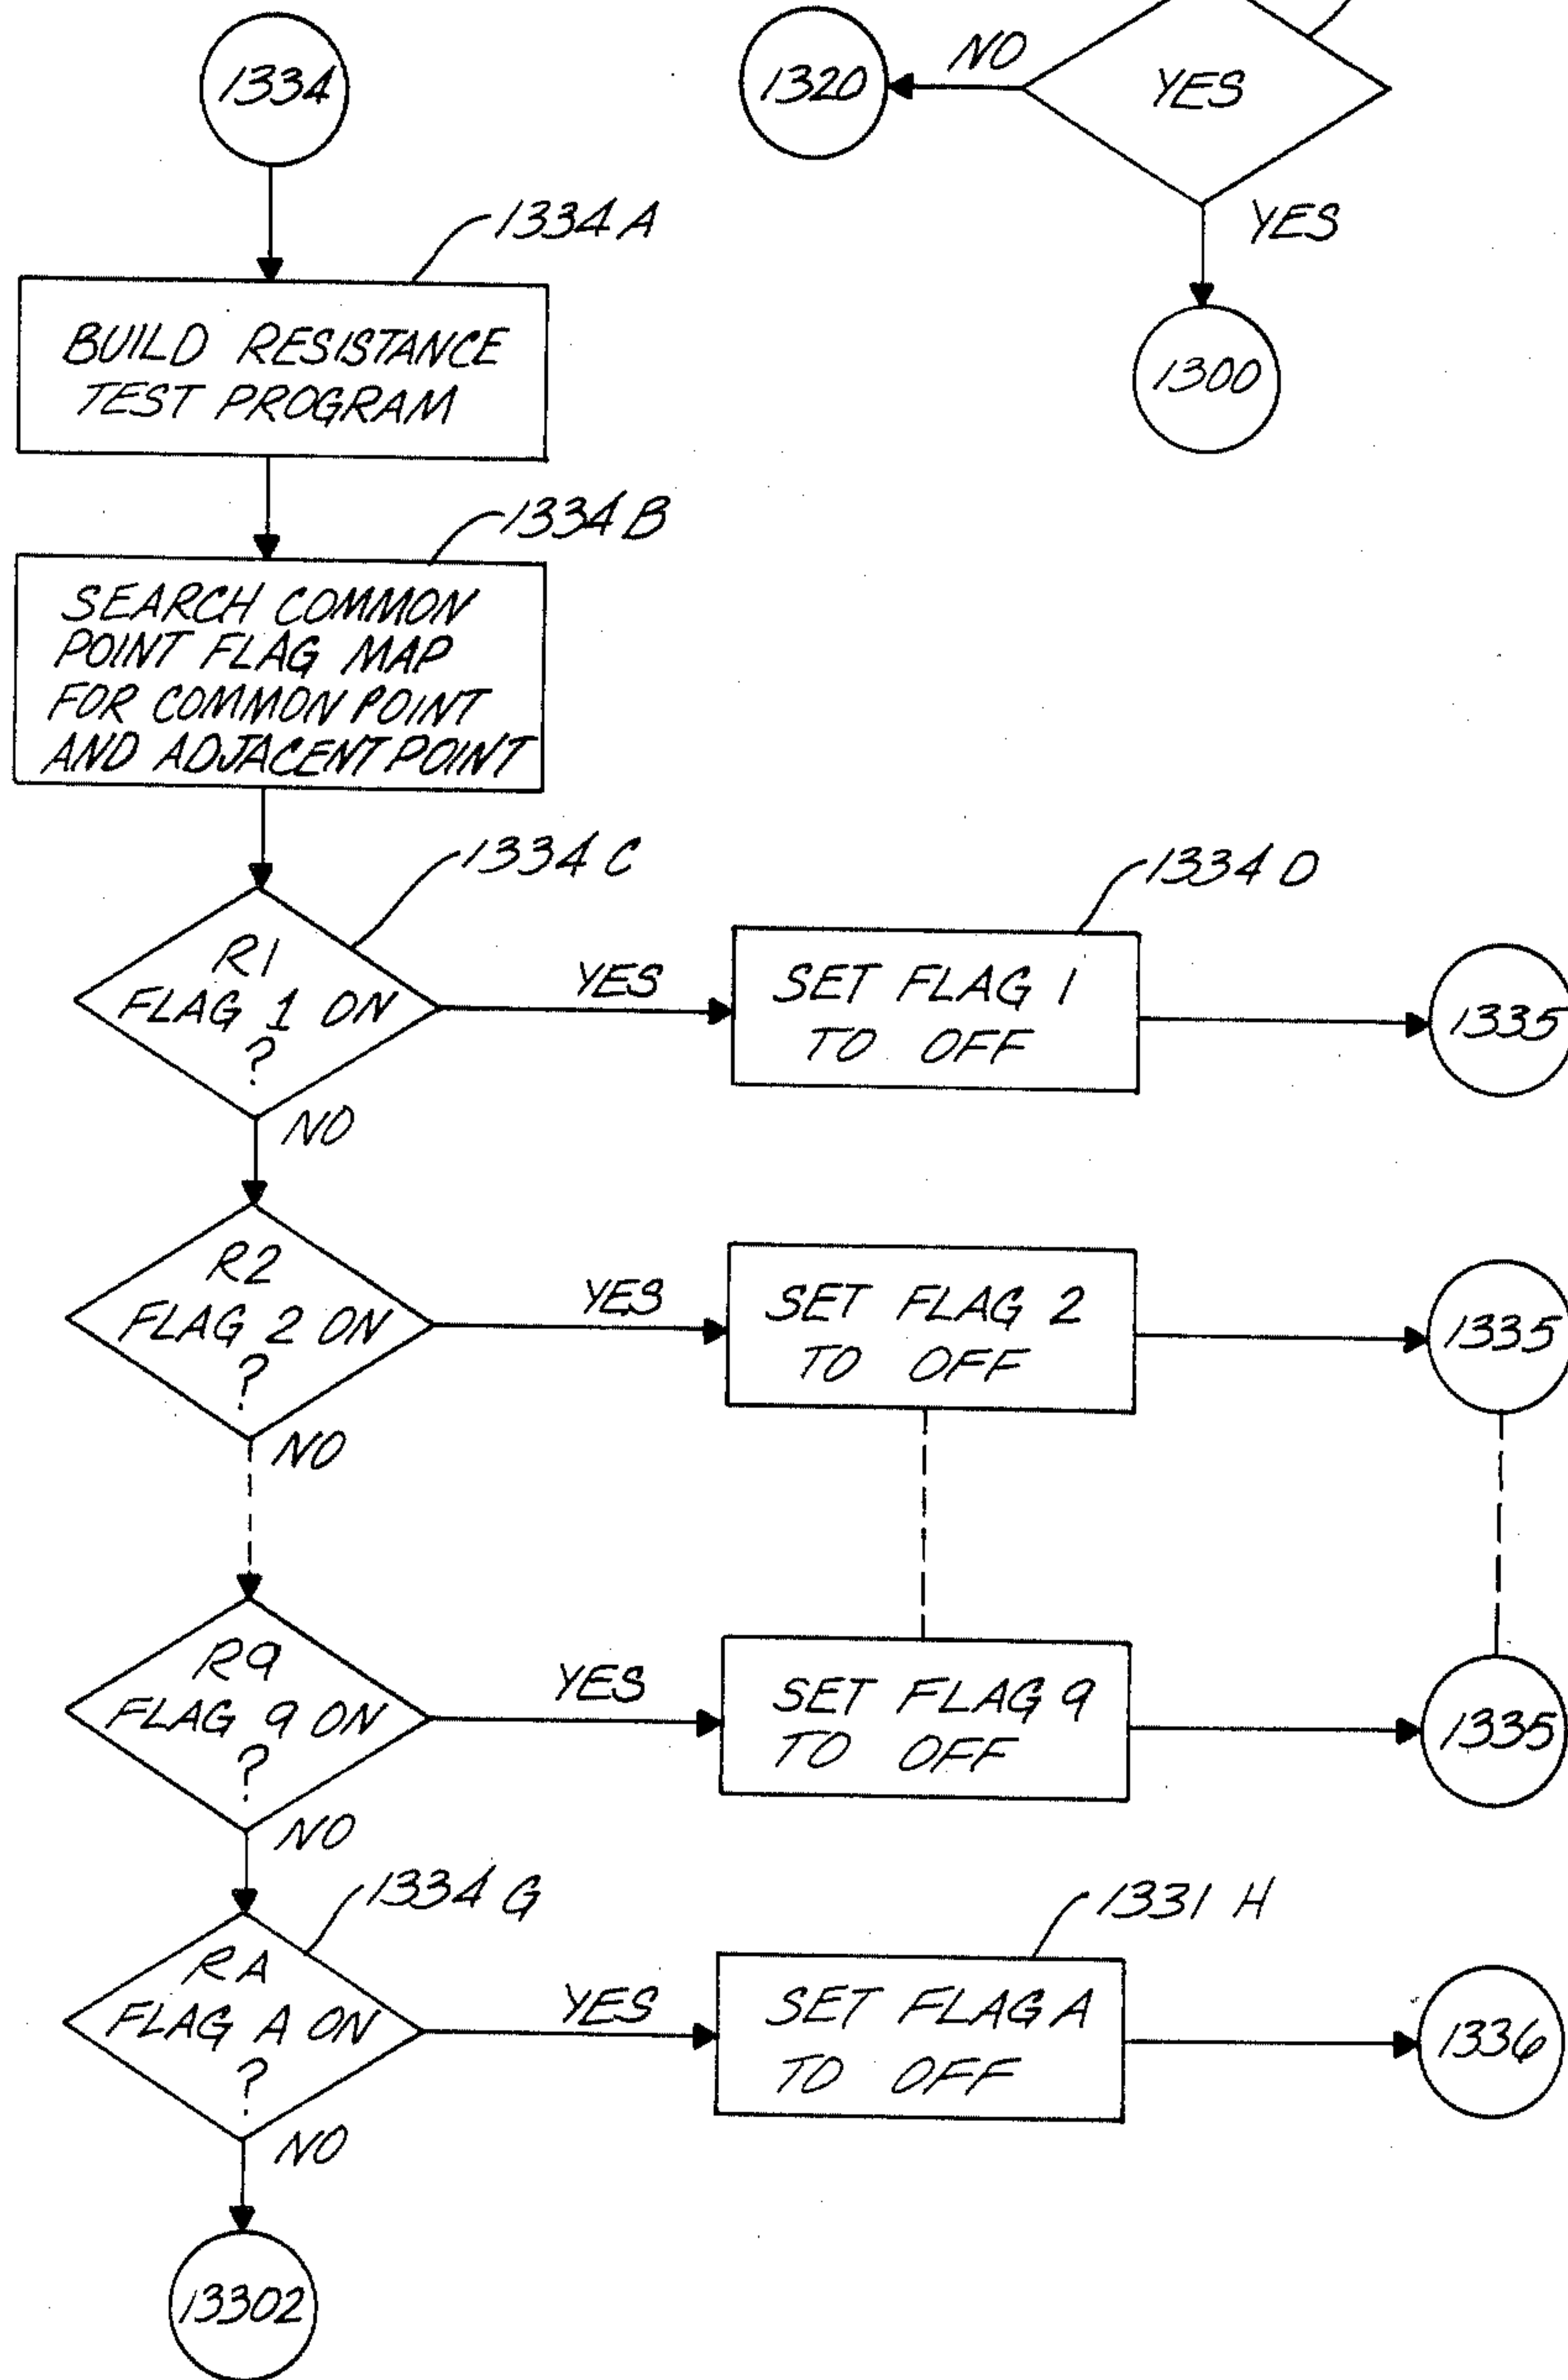 1334
1320
NO
YES
YES
1300
1334 A
BUILD RESISTANCE
TEST PROGRAM
1334 B
SEARCH COMMON
POINT FLAG MAP
FOR COMMON POINT
AND ADJACENT POINT
1334 C
R1
FLAG 1 ON
?
YES
NO
1334 D
SET FLAG 1
TO OFF
1335
R2
FLAG 2 ON
?
YES
NO
SET FLAG 2
TO OFF
1335
R9
FLAG 9 ON
?
YES
NO
SET FLAG 9
TO OFF
1335
1334 G
RA
FLAG A ON
?
YES
NO
1331 H
SET FLAG A
TO OFF
1336
13302